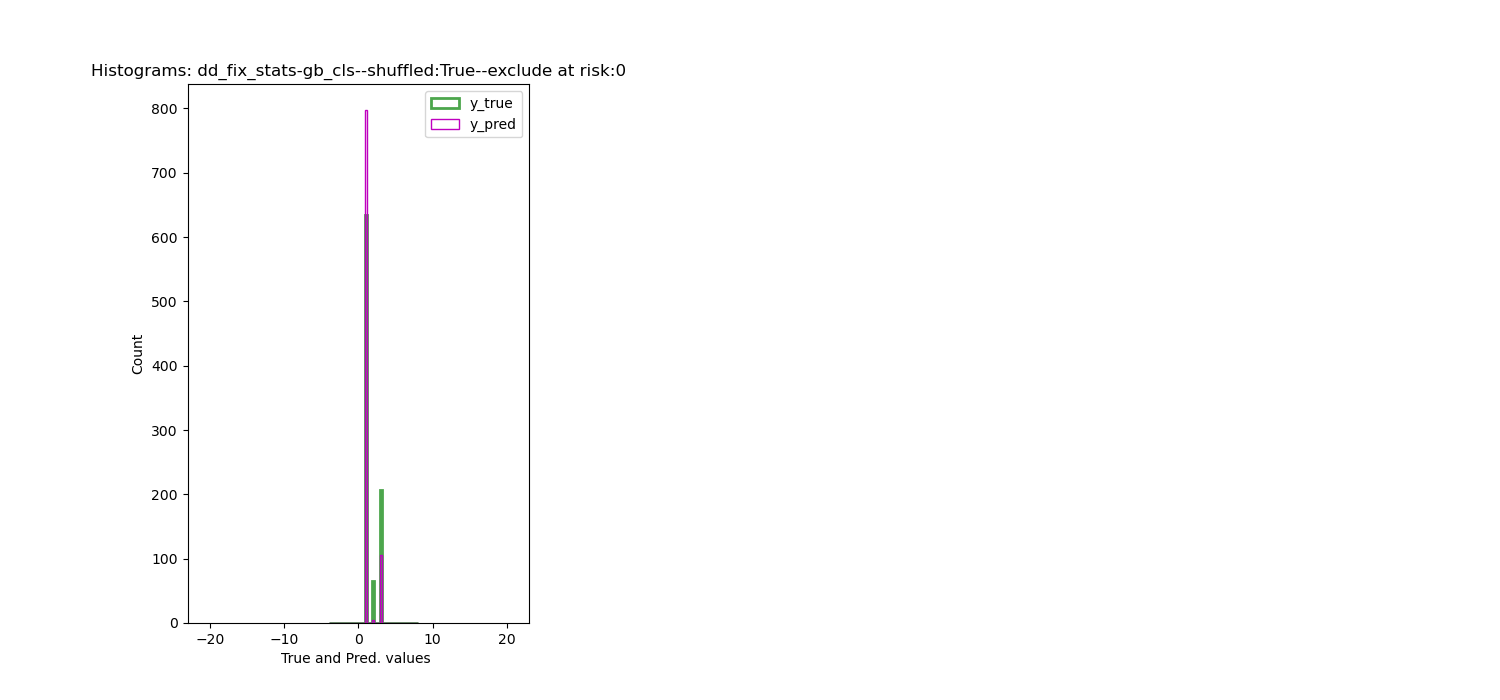 Histograms: dd_fix_stats-gb_cls--shuffled:True--exclude at risk:0
y_true
y_pred
800
700
600
500
400
300
200
100
0
Count
−20 −10 0 10 20
True and Pred. values